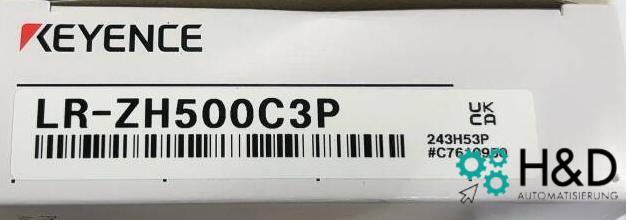 KEYENCE
LR-ZH500C3P
UK
CA
243H53P
H&D
AUTOMATISIERUNG